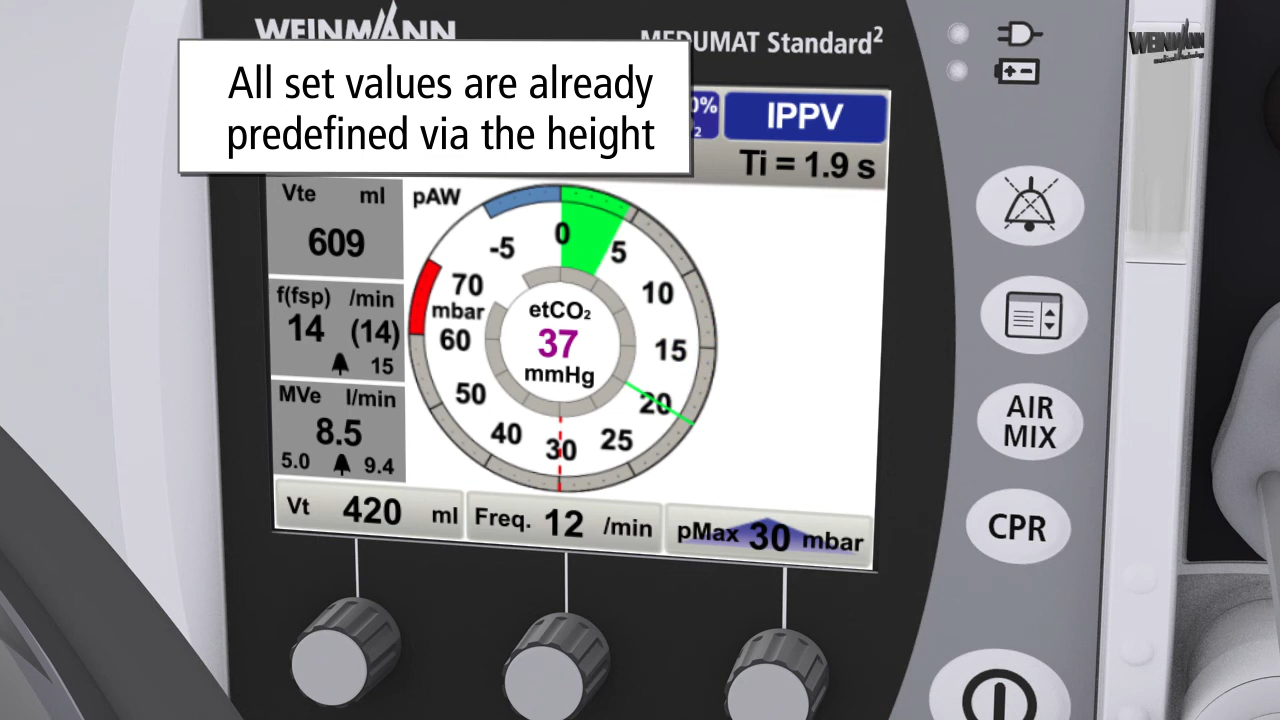 WEINMANN
MEDUMAT Standard²
WEINMANN
All set values are already
predefined via the height
IPPV
Ti = 1.9 s
Vte ml
609
f(fsp) /min
14 (14)
15
MVe l/min
8.5
5.0 9.4
pAW
-5
0
5
10
15
20
25
30
40
50
60
70
mbar
etCO₂
37
mmHg
Vt 420 ml
Freq. 12 /min
pMax 30 mbar
AIR
MIX
CPR